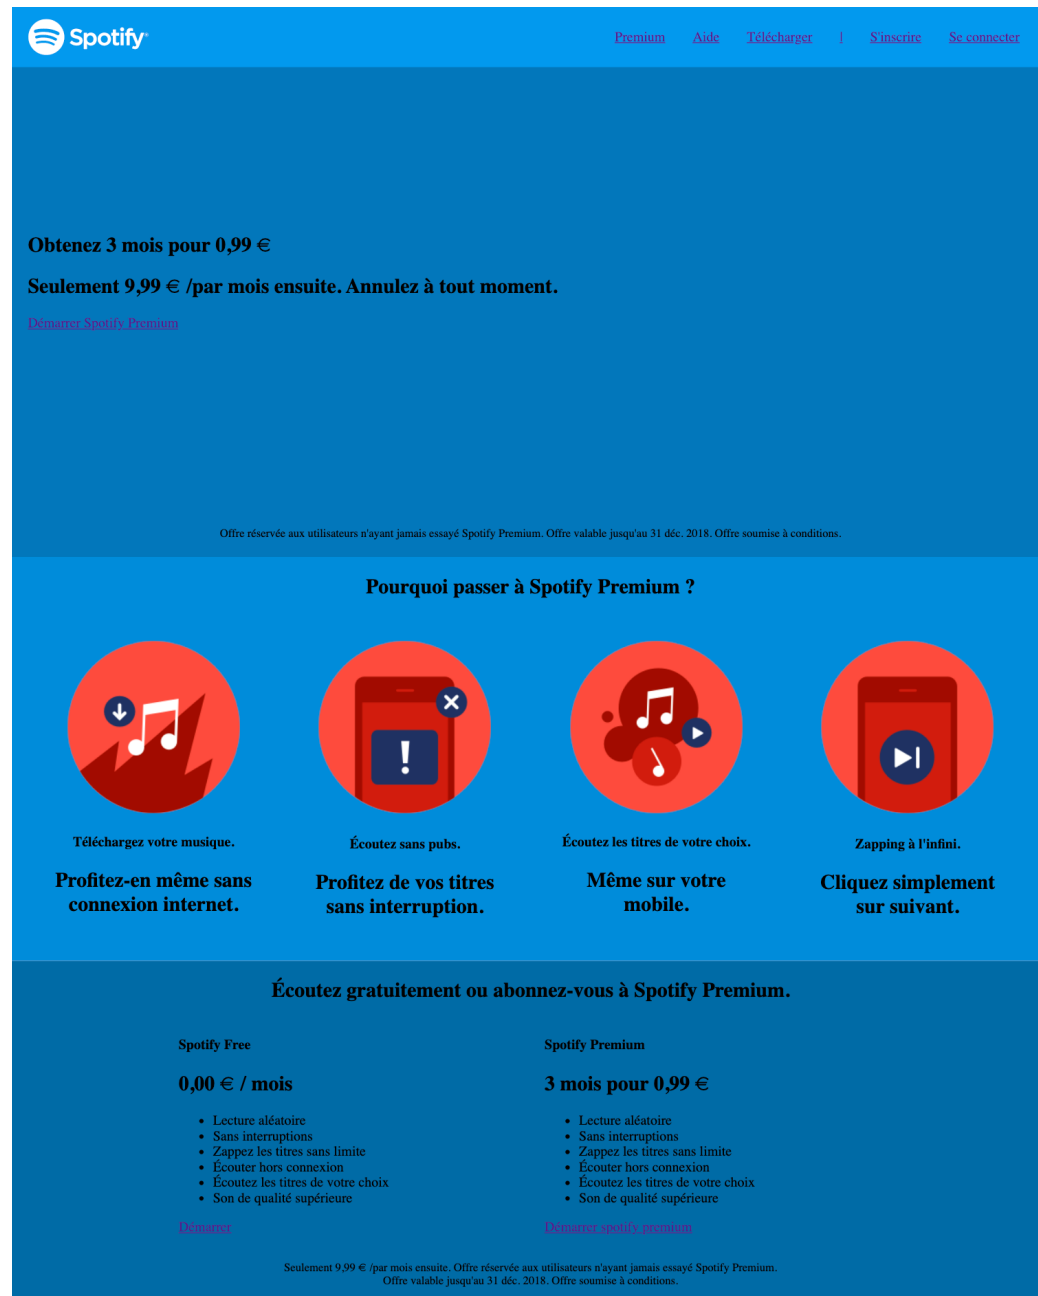 Spotify®
Premium Aide Télécharger | S'inscrire Se connecter
Obtenez 3 mois pour 0,99 €
Seulement 9,99 € /par mois ensuite. Annulez à tout moment.
Démarrer Spotify Premium
Offre réservée aux utilisateurs n'ayant jamais essayé Spotify Premium. Offre valable jusqu'au 31 déc. 2018. Offre soumise à conditions.
Pourquoi passer à Spotify Premium ?
!
Téléchargez votre musique.
Profitez-en même sans
connexion internet.
Écoutez sans pubs.
Profitez de vos titres
sans interruption.
Écoutez les titres de votre choix.
Même sur votre
mobile.
Zapping à l'infini.
Cliquez simplement
sur suivant.
Écoutez gratuitement ou abonnez-vous à Spotify Premium.
Spotify Free
0,00 € / mois
• Lecture aléatoire
• Sans interruptions
• Zappez les titres sans limite
• Écouter hors connexion
• Écoutez les titres de votre choix
• Son de qualité supérieure
Démarrer
Spotify Premium
3 mois pour 0,99 €
• Lecture aléatoire
• Sans interruptions
• Zappez les titres sans limite
• Écouter hors connexion
• Écoutez les titres de votre choix
• Son de qualité supérieure
Démarrer spotify premium
Seulement 9,99 € /par mois ensuite. Offre réservée aux utilisateurs n'ayant jamais essayé Spotify Premium.
Offre valable jusqu'au 31 déc. 2018. Offre soumise à conditions.